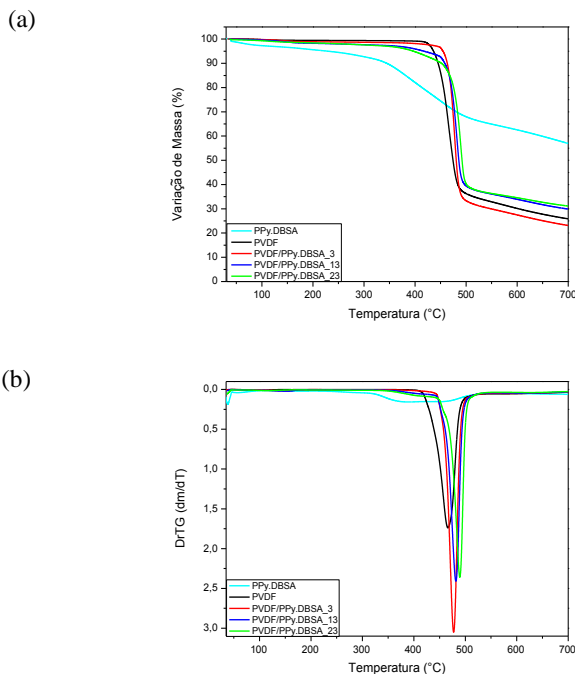 (a)
Variação de Massa (%)
100
90
80
70
60
50
40
30
20
10
0
PPy.DBSA
PVDF
PVDF/PPy.DBSA_3
PVDF/PPy.DBSA_13
PVDF/PPy.DBSA_23
100 200 300 400 500 600 700
Temperatura (°C)
(b)
DrTG (dm/dT)
0,0
0,5
1,0
1,5
2,0
2,5
3,0
PPy.DBSA
PVDF
PVDF/PPy.DBSA_3
PVDF/PPy.DBSA_13
PVDF/PPy.DBSA_23
100 200 300 400 500 600 700
Temperatura (°C)